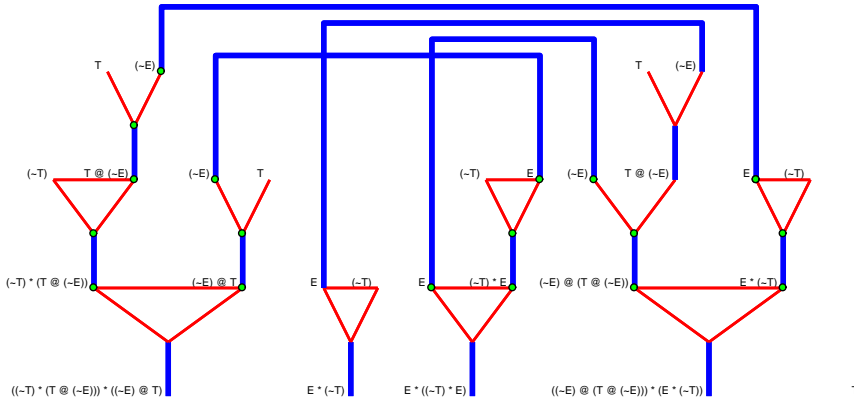 T (~E) T (~E)
(~T) T @ (~E) (~E) T (~T) E (~E) T @ (~E) E (~T)
(~T) * (T @ (~E)) (~E) @ T E (~T) E (~T) * E (~E) @ (T @ (~E)) E * (~T)
((~T) * (T @ (~E))) * ((~E) @ T) E * (~T) E * ((~T) * E) ((~E) @ (T @ (~E))) * (E * (~T))